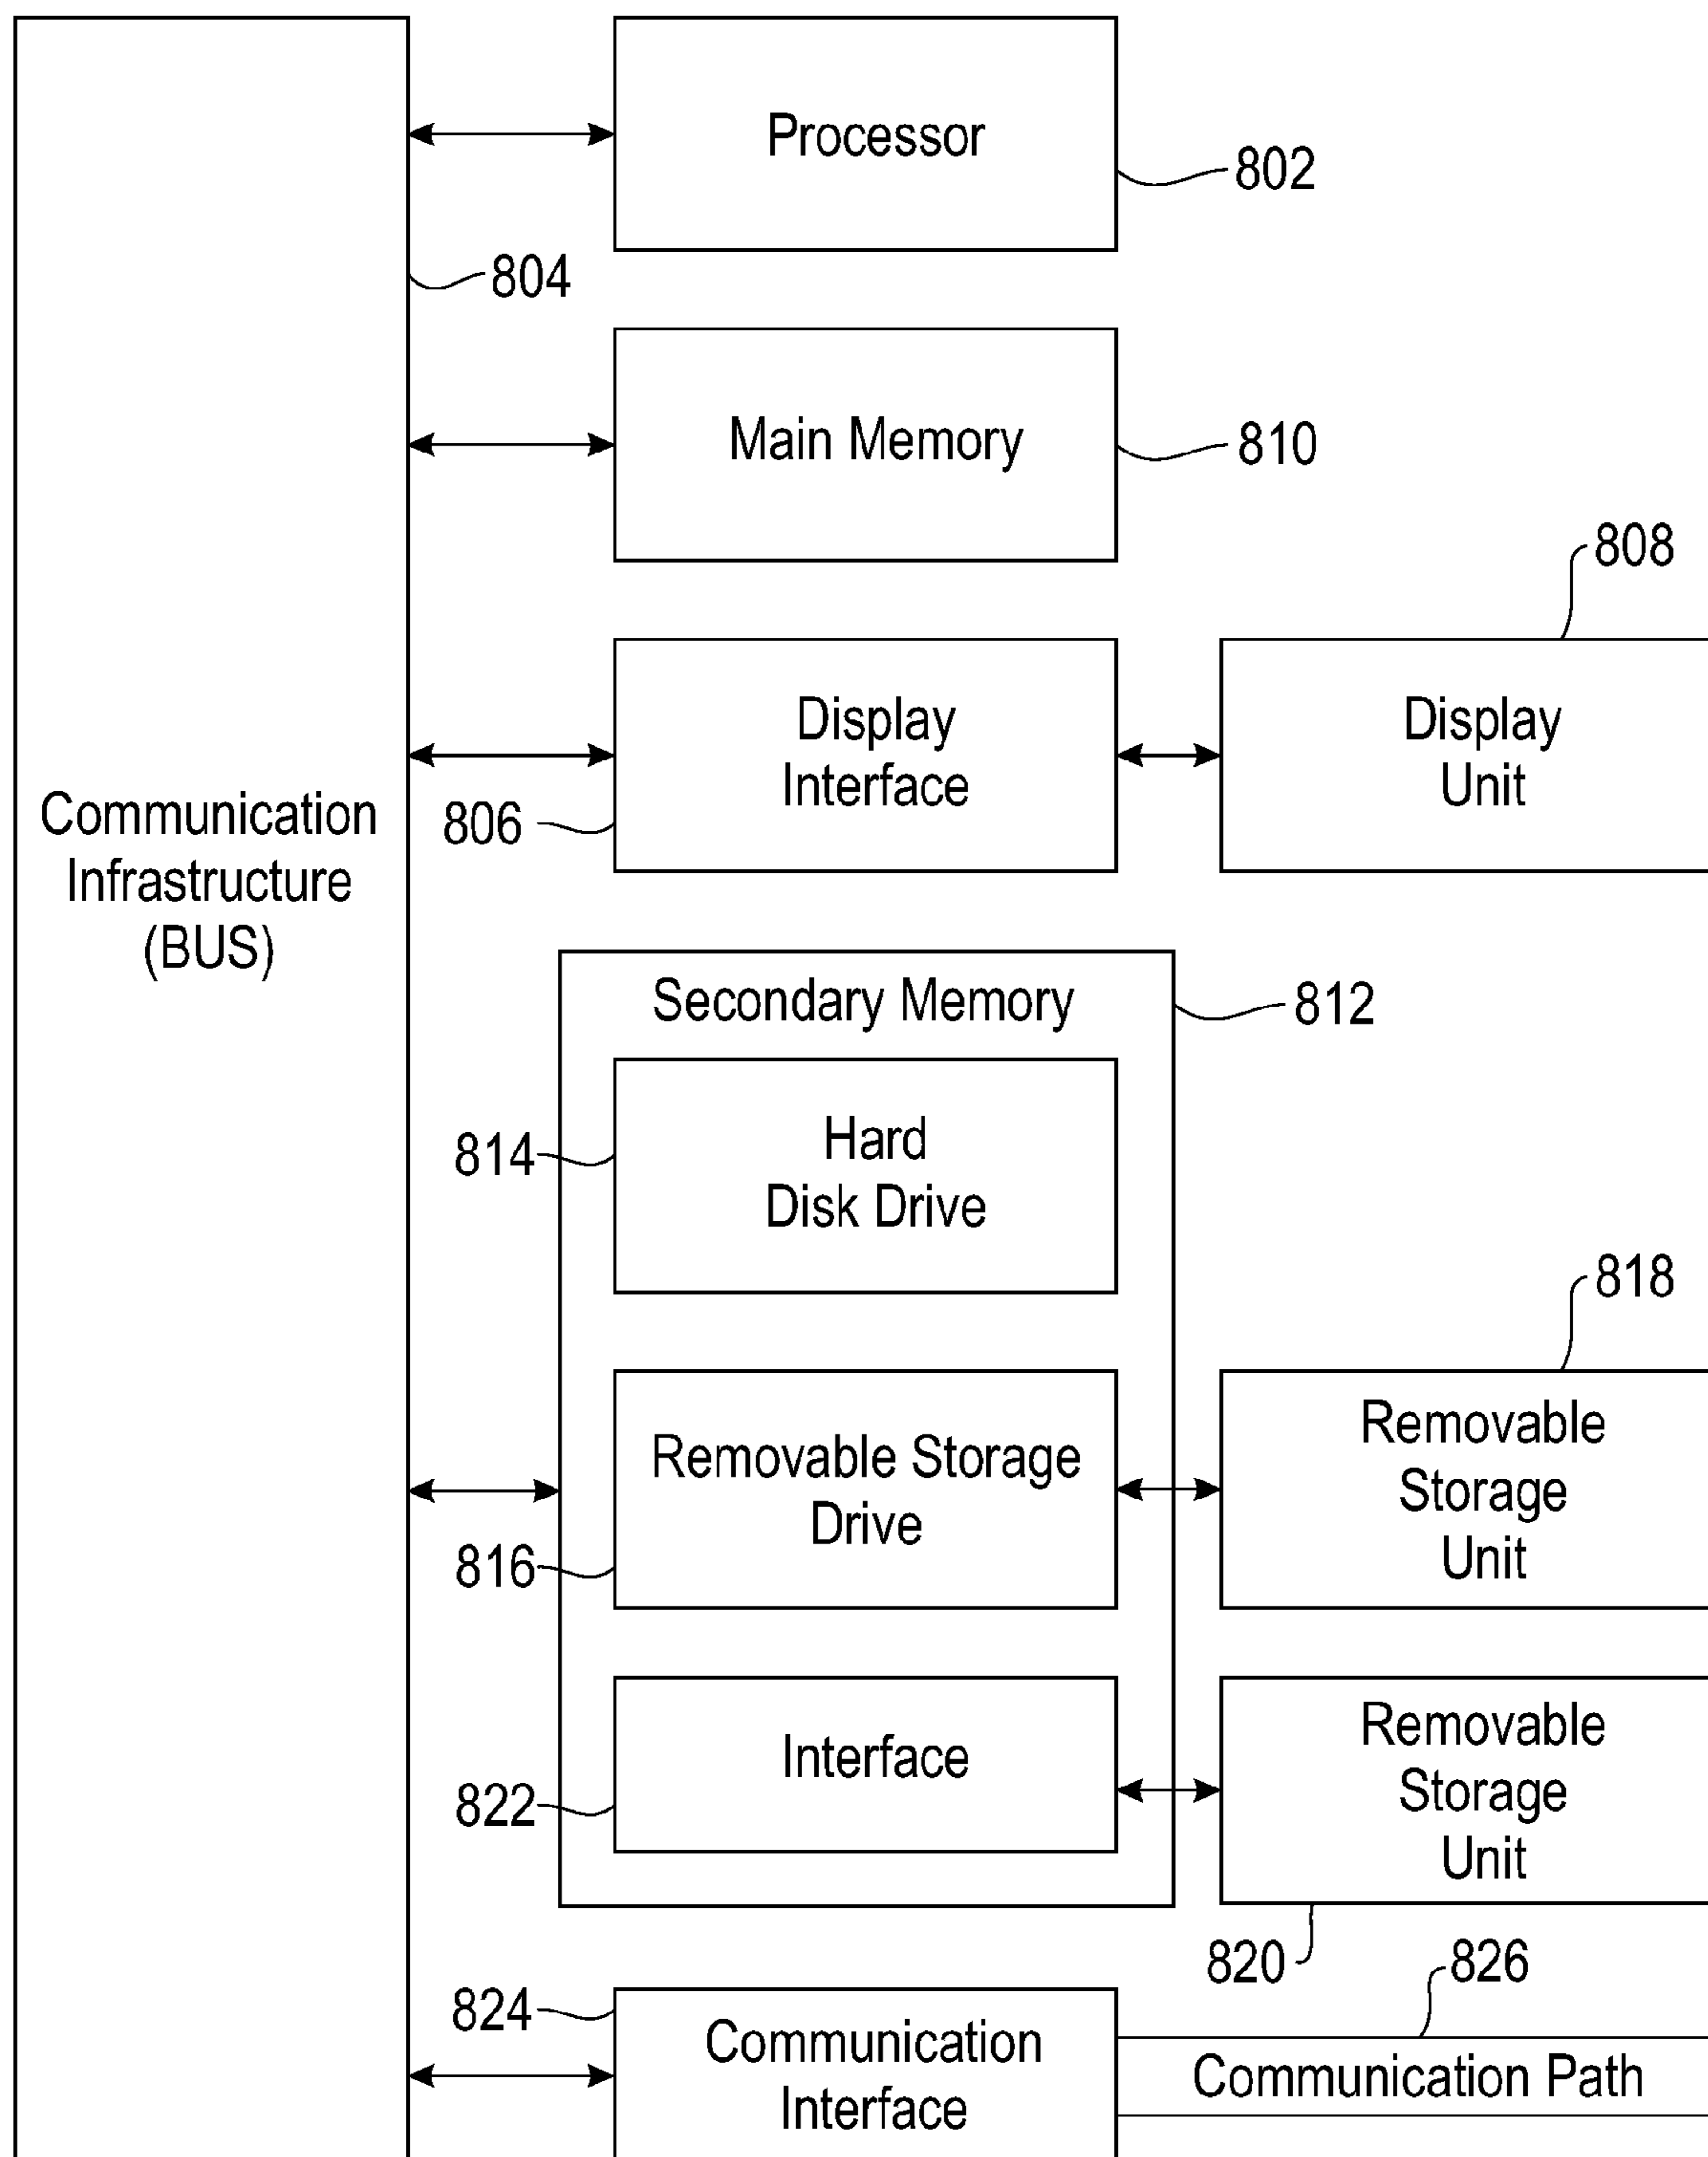 Processor
802
804
Main Memory
810
808
Display
Interface
Display
Unit
806
Communication
Infrastructure
(BUS)
Secondary Memory
812
Hard
Disk Drive
814
818
Removable Storage
Drive
Removable
Storage
Unit
816
Interface
Removable
Storage
Unit
822
820
826
824
Communication
Interface
Communication Path